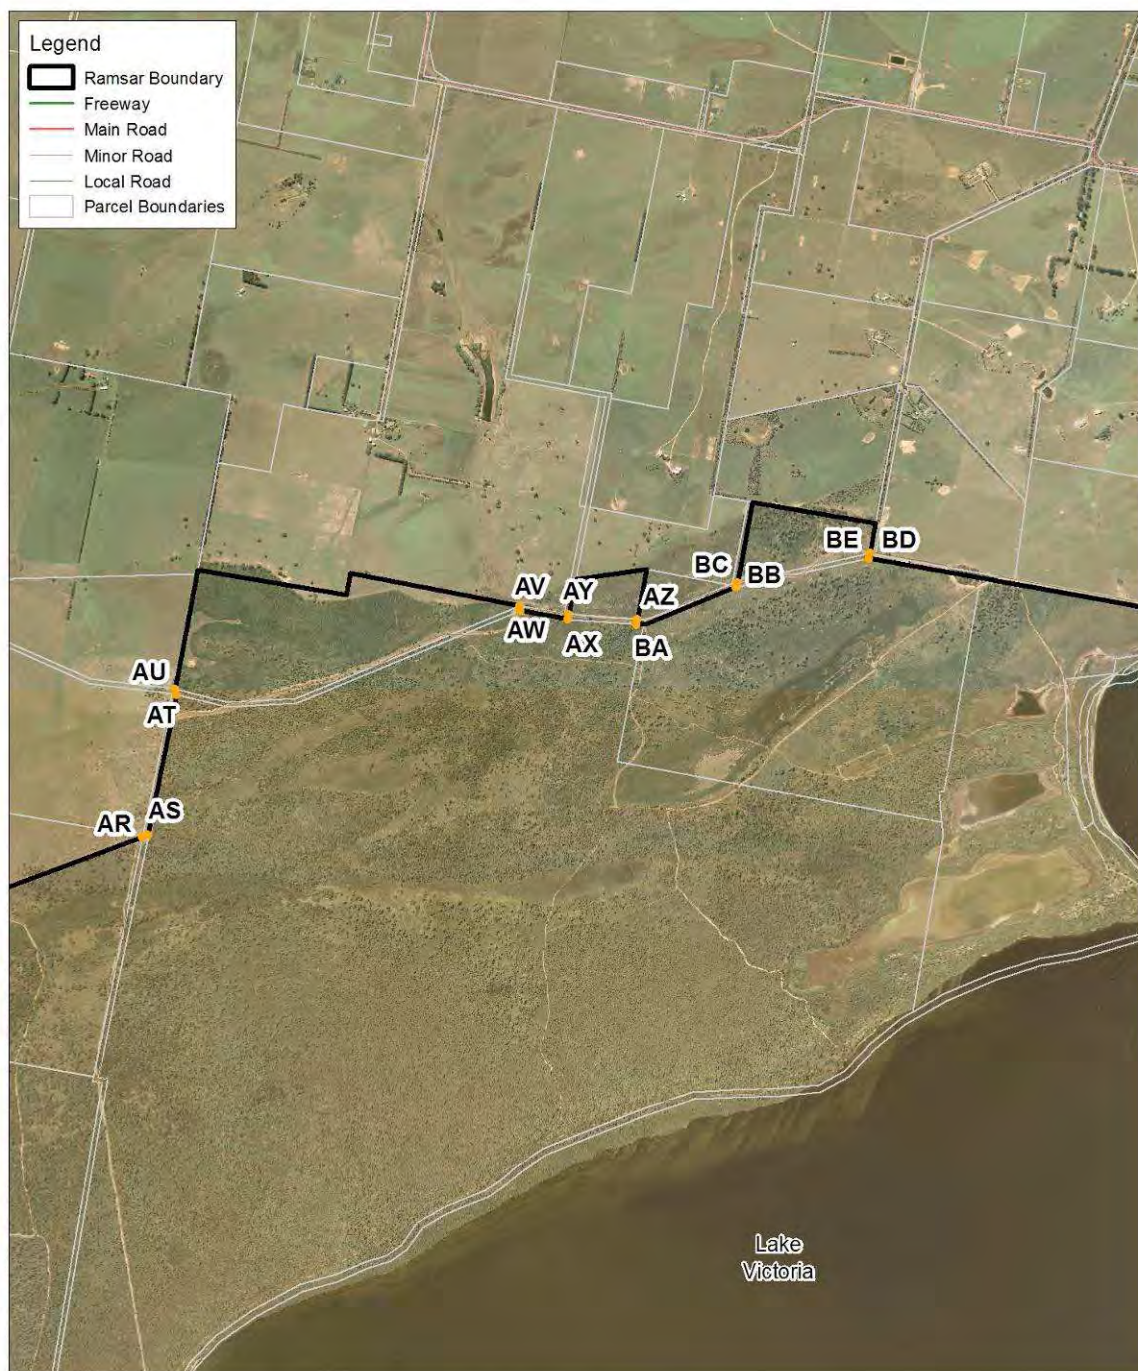 Legend
Ramsar Boundary
Freeway
Main Road
Minor Road
Local Road
Parcel Boundaries
BE BD
BC BB
AV AY AZ
AW AX BA
AU
AT
AS
AR
Lake
Victoria